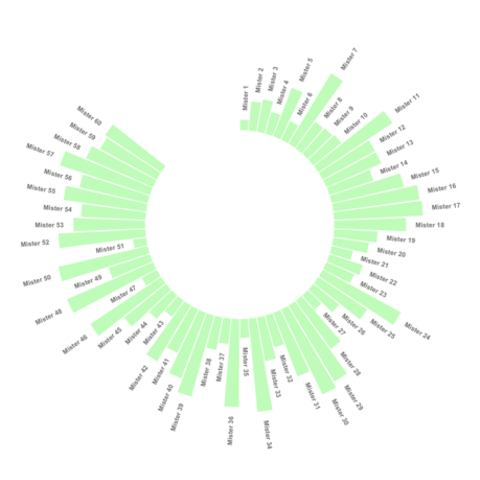 Mister 1
Mister 2
Mister 3
Mister 4
Mister 5
Mister 6
Mister 7
Mister 8
Mister 9
Mister 10
Mister 11
Mister 12
Mister 13
Mister 14
Mister 15
Mister 16
Mister 17
Mister 18
Mister 19
Mister 20
Mister 21
Mister 22
Mister 23
Mister 24
Mister 25
Mister 26
Mister 27
Mister 28
Mister 29
Mister 30
Mister 31
Mister 32
Mister 33
Mister 34
Mister 35
Mister 36
Mister 37
Mister 38
Mister 39
Mister 40
Mister 41
Mister 42
Mister 43
Mister 44
Mister 45
Mister 46
Mister 47
Mister 48
Mister 49
Mister 50
Mister 51
Mister 52
Mister 53
Mister 54
Mister 55
Mister 56
Mister 57
Mister 58
Mister 59
Mister 60